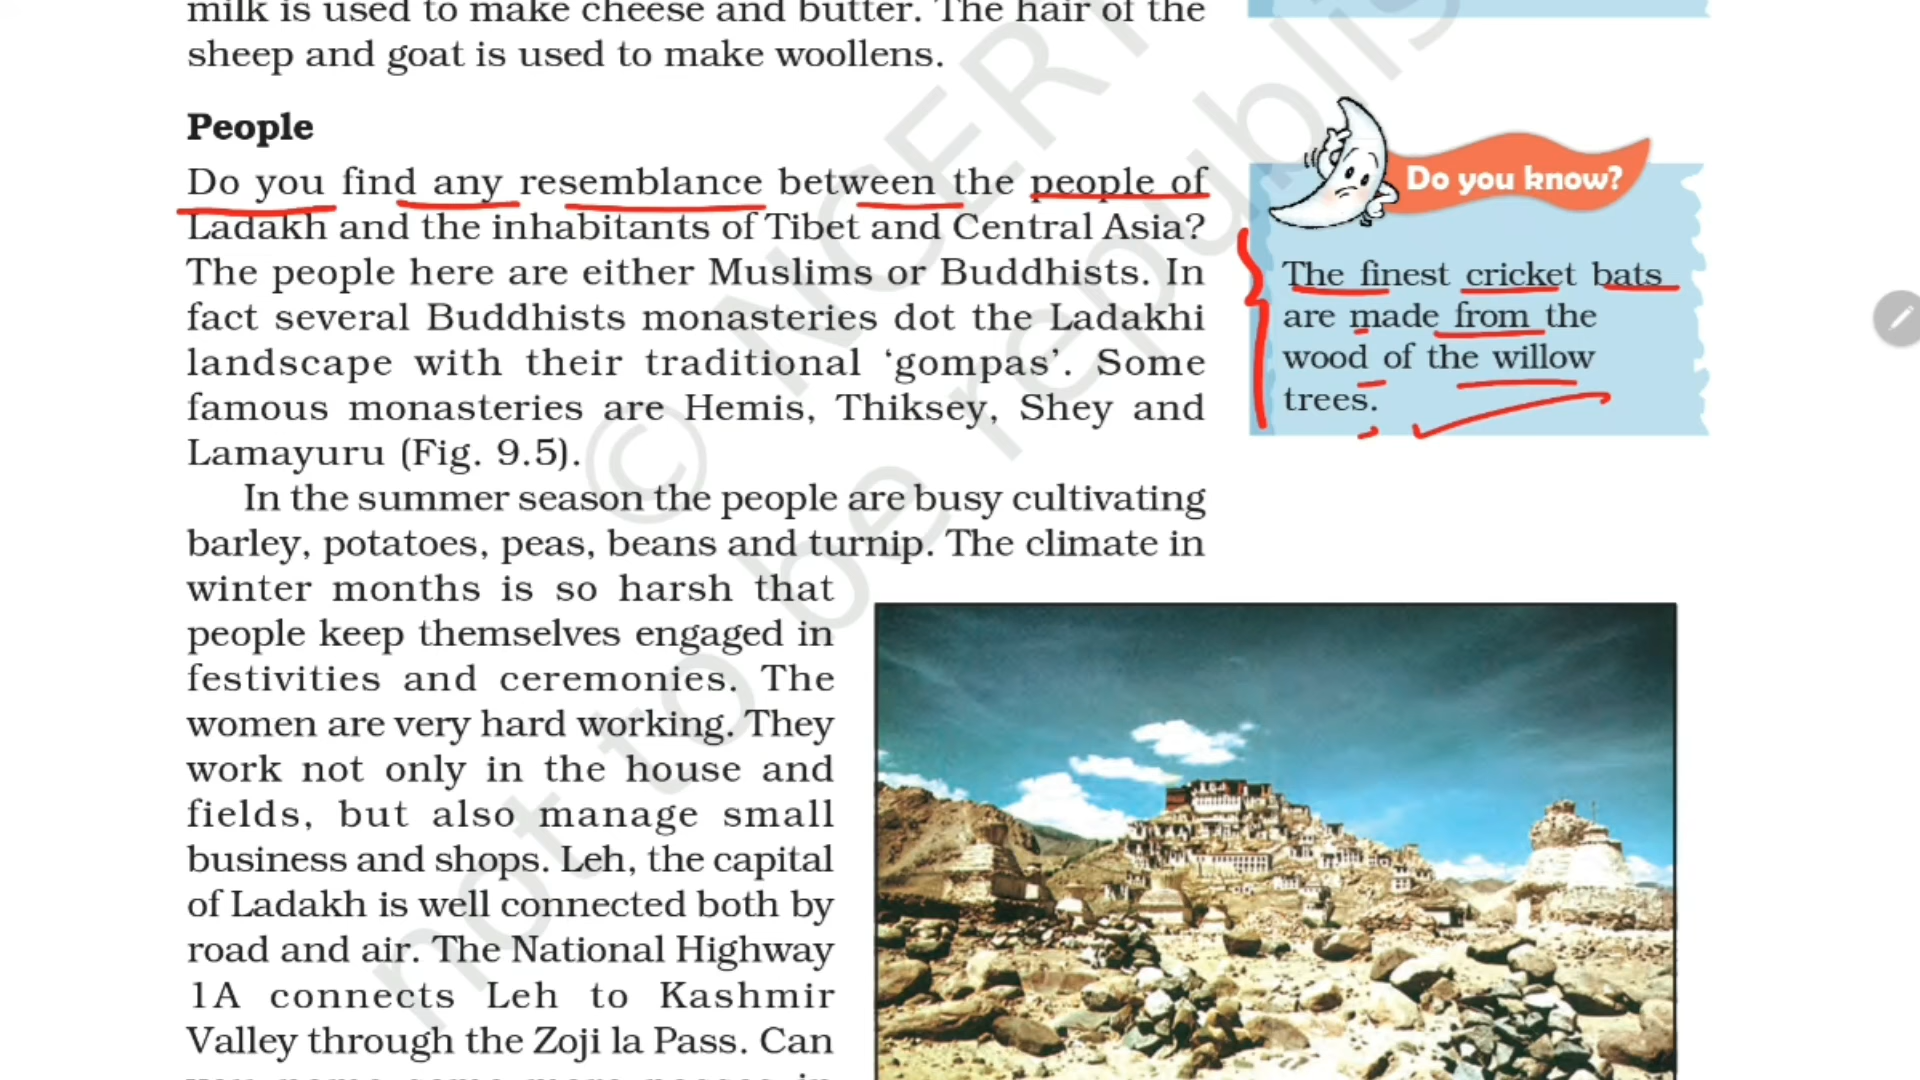 milk is used to make cheese and butter. The hair of the
sheep and goat is used to make woollens.
People
Do you find any resemblance between the people of
Ladakh and the inhabitants of Tibet and Central Asia?
The people here are either Muslims or Buddhists. In
fact several Buddhists monasteries dot the Ladakhi
landscape with their traditional ‘gompas’. Some
famous monasteries are Hemis, Thiksey, Shey and
Lamayuru (Fig. 9.5).
In the summer season the people are busy cultivating
barley, potatoes, peas, beans and turnip. The climate in
winter months is so harsh that
people keep themselves engaged in
festivities and ceremonies. The
women are very hard working. They
work not only in the house and
fields, but also manage small
business and shops. Leh, the capital
of Ladakh is well connected both by
road and air. The National Highway
1A connects Leh to Kashmir
Valley through the Zoji la Pass. Can
Do you know?
The finest cricket bats
are made from the
wood of the willow
trees.
© NCERT
not to be republis